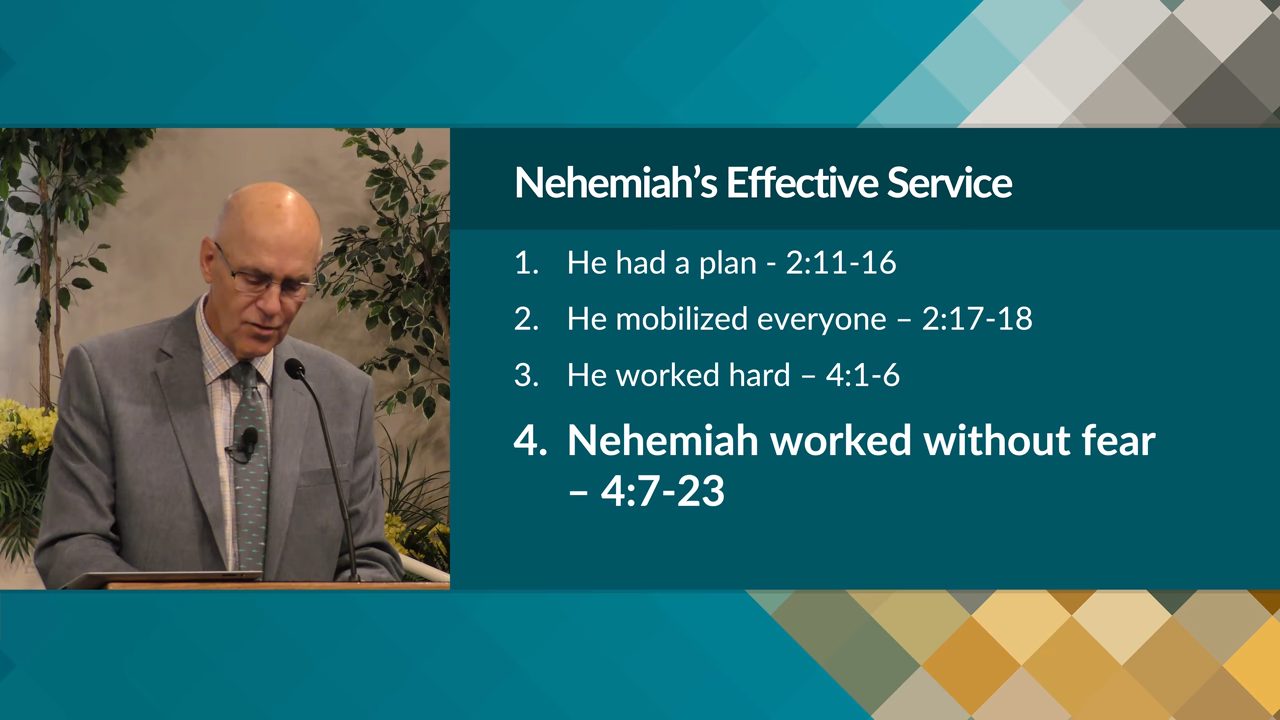 Nehemiah’s Effective Service
1. He had a plan - 2:11-16
2. He mobilized everyone – 2:17-18
3. He worked hard – 4:1-6
4. Nehemiah worked without fear
– 4:7-23